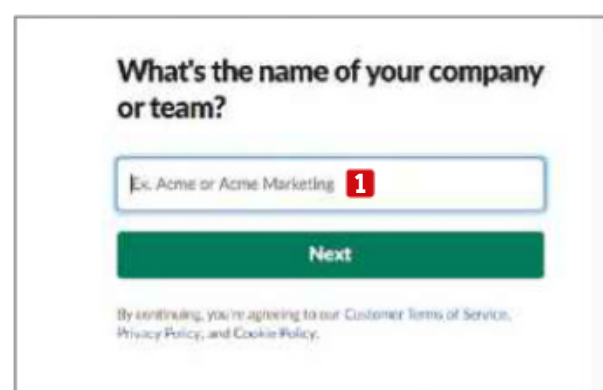 What's the name of your company
or team?
Ex. Acme or Acme Marketing 1
Next
By continuing, you're agreeing to our Customer Terms of Service,
Privacy Policy, and Cookie Policy.